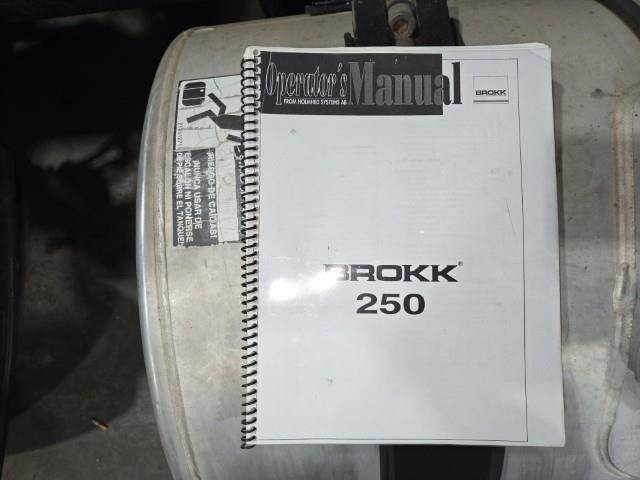 Operator's Manual
FROM HOLMHED SYSTEMS AB
BROKK
BROKK®
250
¡RIESGO DE CAIDAS!
¡NUNCA USAR DE
ESCALON NI PONERSE
DE PIE SOBRE EL TANQUE!